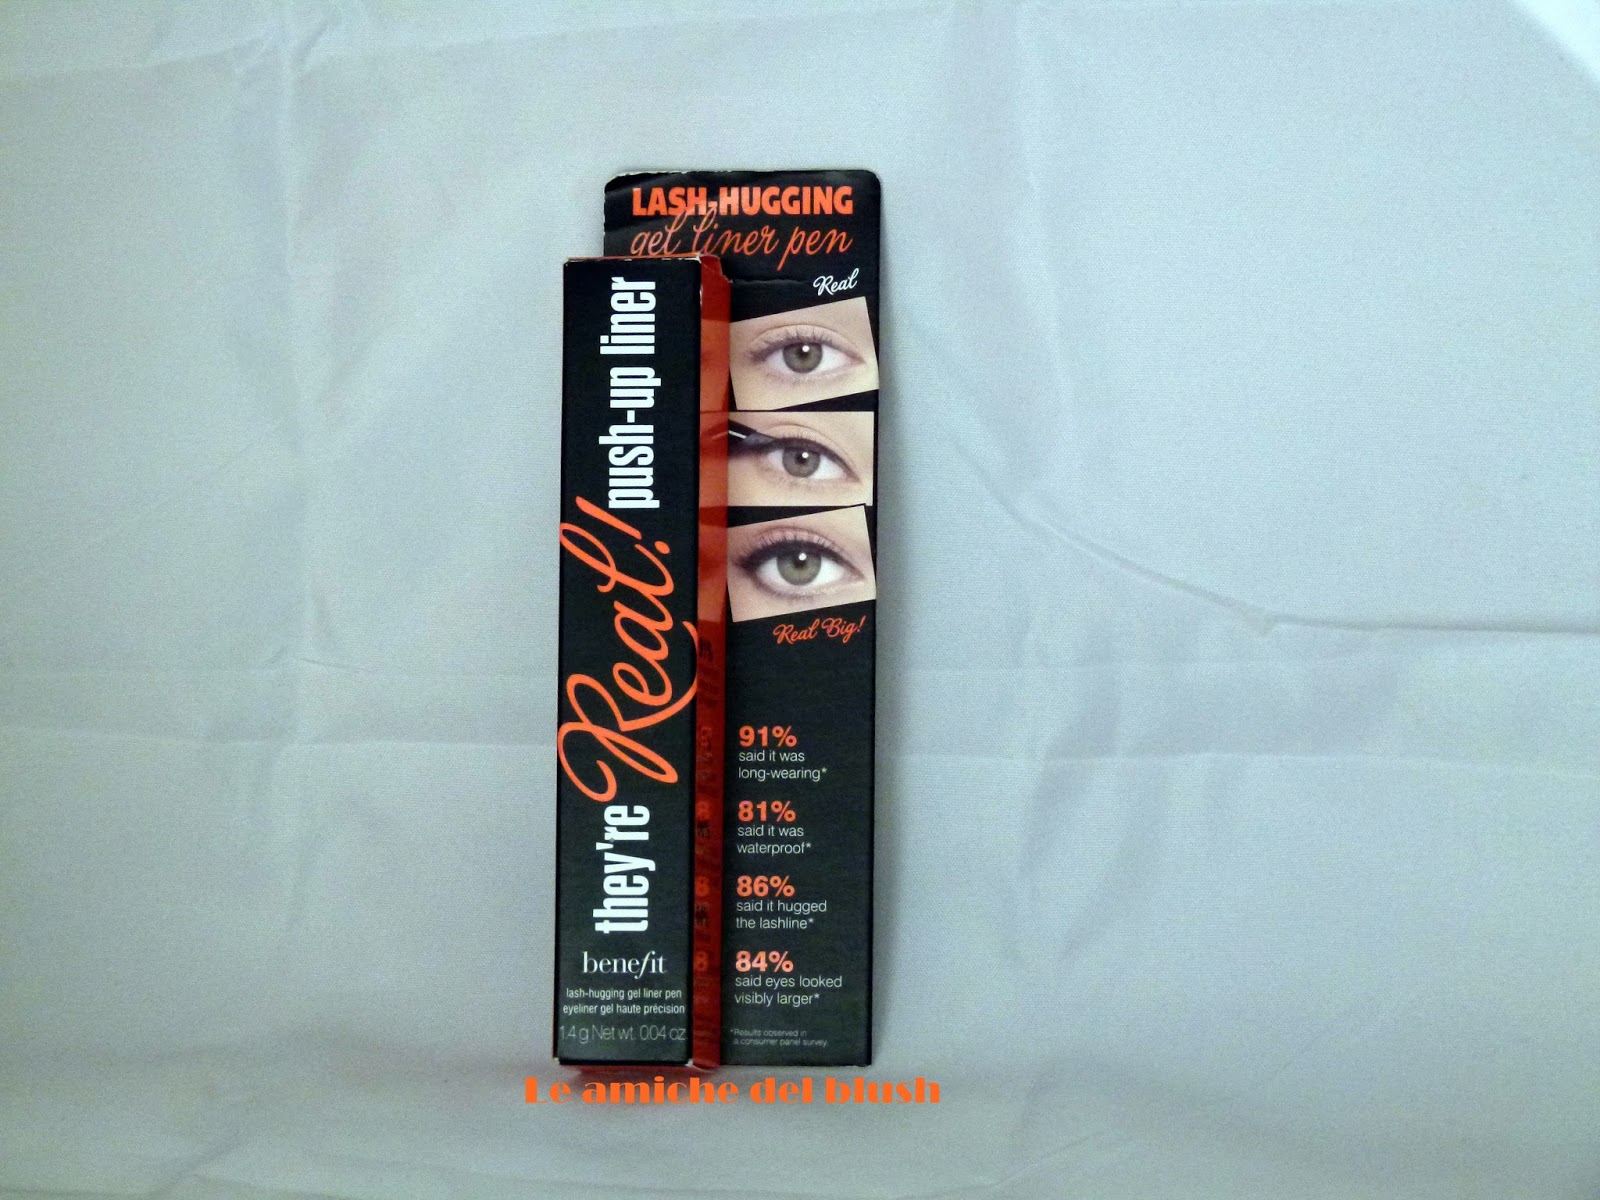 LASH-HUGGING
gel liner pen
Real
Real Big!
91%
said it was
long-wearing*
81%
said it was
waterproof*
86%
said it hugged
the lashline*
84%
said eyes looked
visibly larger*
*Results observed in
a consumer panel survey
they're Real! push-up liner
benefit
lash-hugging gel liner pen
eyeliner gel haute précision
1.4 g Net wt. 0.04 oz
Le amiche del blush